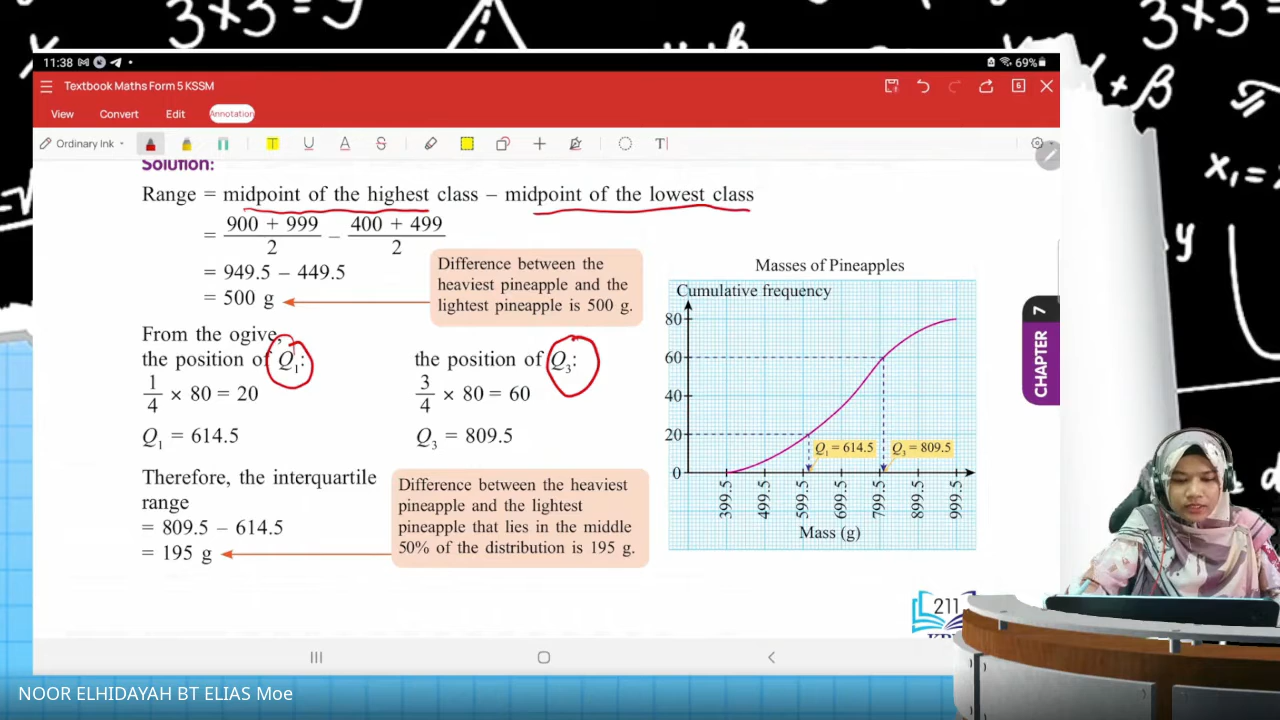 3×3=9
3×3
11:38
69%
Textbook Maths Form 5 KSSM
6
View Convert Edit Annotation
Ordinary Ink
Solution:
Range = midpoint of the highest class – midpoint of the lowest class
= 900 + 999 / 2 – 400 + 499 / 2
= 949.5 – 449.5
= 500 g
Difference between the
heaviest pineapple and the
lightest pineapple is 500 g.
From the ogive,
the position of Q1:
1/4 × 80 = 20
Q1 = 614.5
the position of Q3:
3/4 × 80 = 60
Q3 = 809.5
Therefore, the interquartile
range
= 809.5 – 614.5
= 195 g
Difference between the heaviest
pineapple and the lightest
pineapple that lies in the middle
50% of the distribution is 195 g.
Masses of Pineapples
Cumulative frequency
80
60
40
20
0
Q1 = 614.5 Q3 = 809.5
399.5 499.5 599.5 699.5 799.5 899.5 999.5
Mass (g)
CHAPTER 7
211
NOOR ELHIDAYAH BT ELIAS Moe